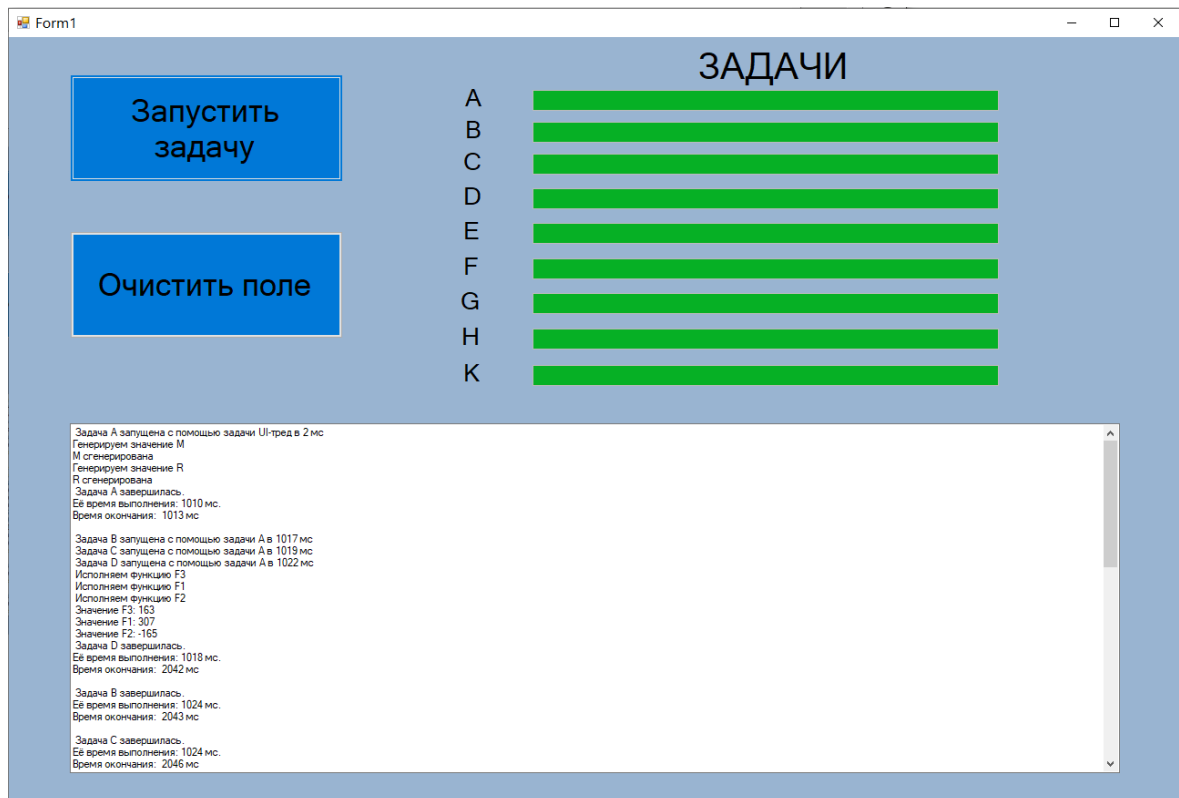 Form1
Запустить
задачу
Очистить поле
ЗАДАЧИ
A
B
C
D
E
F
G
H
K
Задача A запущена с помощью задачи UI-тред в 2 мс
Генерируем значение M
M сгенерирована
Генерируем значение R
R сгенерирована
Задача A завершилась.
Её время выполнения: 1010 мс.
Время окончания: 1013 мс
Задача B запущена с помощью задачи A в 1017 мс
Задача C запущена с помощью задачи A в 1019 мс
Задача D запущена с помощью задачи A в 1022 мс
Исполняем функцию F3
Исполняем функцию F1
Исполняем функцию F2
Значение F3: 163
Значение F1: 307
Значение F2: -165
Задача D завершилась.
Её время выполнения: 1018 мс.
Время окончания: 2042 мс
Задача B завершилась.
Её время выполнения: 1024 мс.
Время окончания: 2043 мс
Задача C завершилась.
Её время выполнения: 1024 мс.
Время окончания: 2046 мс